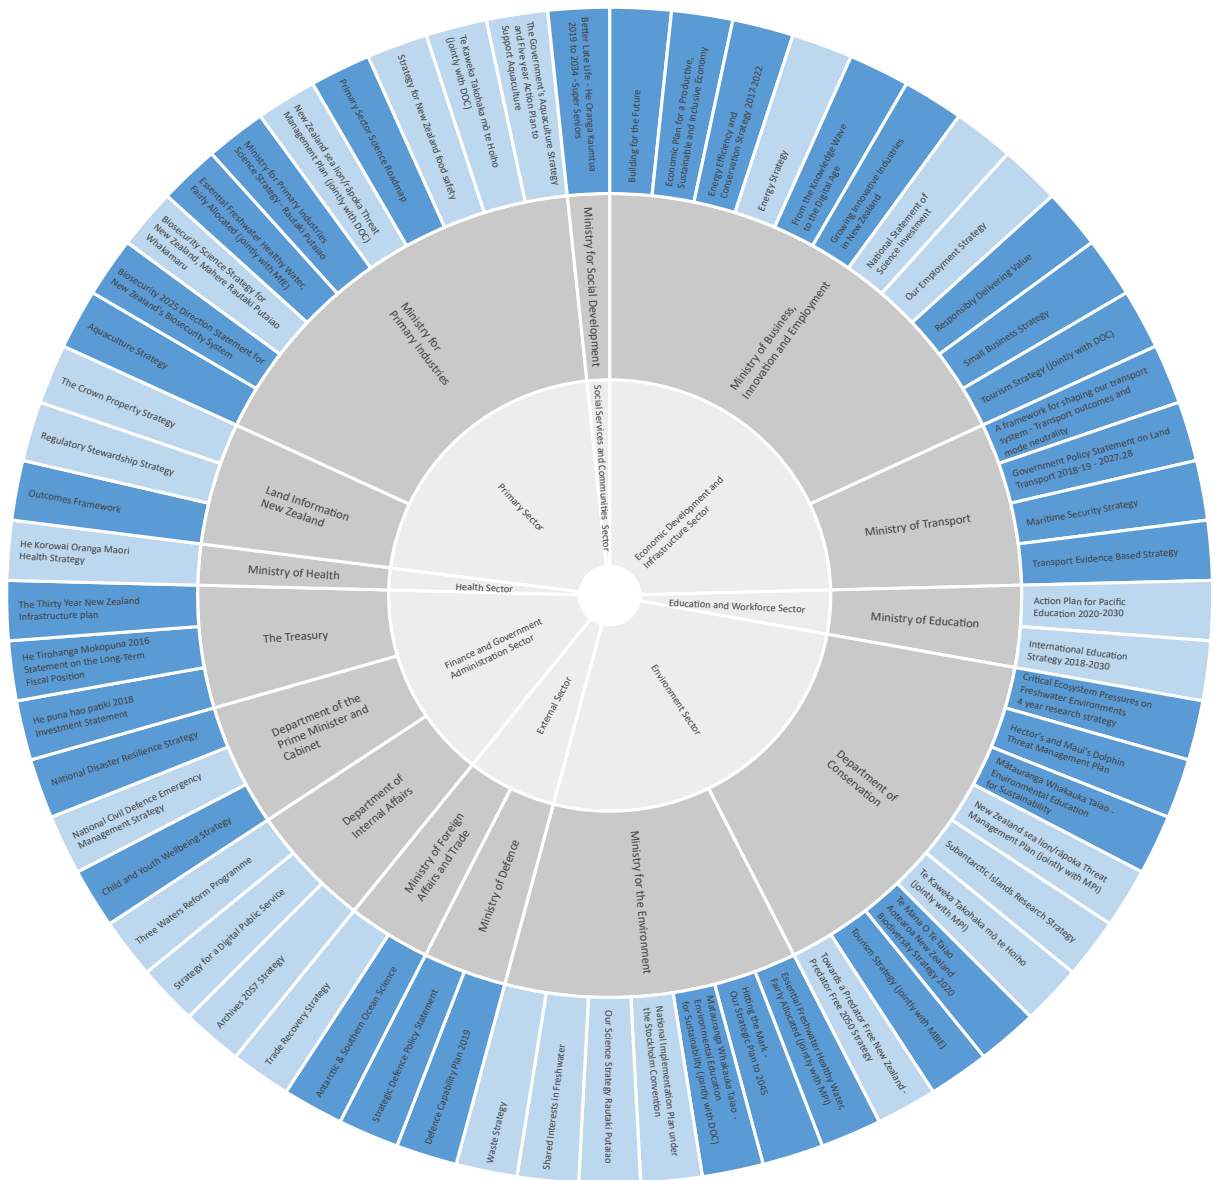 Economic Development and
Infrastructure Sector
Education and Workforce Sector
Environment Sector
External Sector
Finance and Government
Administration Sector
Health Sector
Primary Sector
Social Services and Communities Sector
Ministry of Business,
Innovation and Employment
Ministry of Transport
Ministry of Education
Department of
Conservation
Ministry for the Environment
Ministry of Defence
Ministry of Foreign
Affairs and Trade
Department of
Internal Affairs
Department of the
Prime Minister and
Cabinet
The Treasury
Ministry of Health
Land Information
New Zealand
Ministry for
Primary Industries
Ministry for Social Development
Building for the Future
Economic Plan for a Productive,
Sustainable and Inclusive Economy
Energy Efficiency and
Conservation Strategy 2017-2022
Energy Strategy
From the Knowledge Wave
to the Digital Age
Growing Innovative Industries
in New Zealand
National Statement of
Science Investment
Our Employment Strategy
Responsibly Delivering Value
Small Business Strategy
Tourism Strategy (jointly with DOC)
A framework for shaping our transport
system - Transport outcomes and
mode neutrality
Government Policy Statement on Land
Transport 2018-19 - 2027.28
Maritime Security Strategy
Transport Evidence Based Strategy
Action Plan for Pacific
Education 2020-2030
International Education
Strategy 2018-2030
Critical Ecosystem Pressures on
Freshwater Environments
4 year research strategy
Hector's and Maui's Dolphin
Threat Management Plan
Mātauranga Whakauka Taiao -
Environmental Education
for Sustainability
New Zealand sea lion/rāpoka Threat
Management Plan (jointly with MPI)
Subantarctic Islands Research Strategy
Te Kaweka Takohaka mō te Hoiho
(jointly with MPI)
Te Mana O Te Taiao
Aotearoa New Zealand
Biodiversity Strategy 2020
Tourism Strategy (jointly with MBIE)
Towards a Predator Free New Zealand -
Predator Free 2050 Strategy
Essential Freshwater Healthy Water,
Fairly Allocated (jointly with MPI)
Hitting the Mark -
Our Strategic Plan to 2045
Matauranga Whakauka Taiao -
Environmental Education
for Sustainability (jointly with DOC)
National Implementation Plan under
the Stockholm Convention
Our Science Strategy Rautaki Putaiao
Shared Interests in Freshwater
Waste Strategy
Defence Capability Plan 2019
Strategic Defence Policy Statement
Antarctic & Southern Ocean Science
Trade Recovery Strategy
Archives 2057 Strategy
Strategy for a Digital Public Service
Three Waters Reform Programme
Child and Youth Wellbeing Strategy
National Civil Defence Emergency
Management Strategy
National Disaster Resilience Strategy
He puna hao patiki 2018
Investment Statement
He Tirohanga Mokopuna 2016
Statement on the Long-Term
Fiscal Position
The Thirty Year New Zealand
Infrastructure plan
He Korowai Oranga Maori
Health Strategy
Outcomes Framework
Regulatory Stewardship Strategy
The Crown Property Strategy
Aquaculture Strategy
Biosecurity 2025 Direction Statement for
New Zealand's Biosecurity System
Biosecurity Science Strategy for
New Zealand, Mahere Rautaki Putaiao
Whakamaru
Essential Freshwater Healthy Water,
Fairly Allocated (jointly with MfE)
Ministry for Primary Industries
Science Strategy - Rautaki Putaiao
New Zealand sea lion/rāpoka Threat
Management Plan (jointly with DOC)
Primary Sector Science Roadmap
Strategy for New Zealand food safety
Te Kaweka Takohaka mō te Hoiho
(jointly with DOC)
The Government's Aquaculture Strategy
and Five year Action Plan to
Support Aquaculture
Better Late Life - He Oranga Kaumtua
2019 to 2034 - Super Seniors